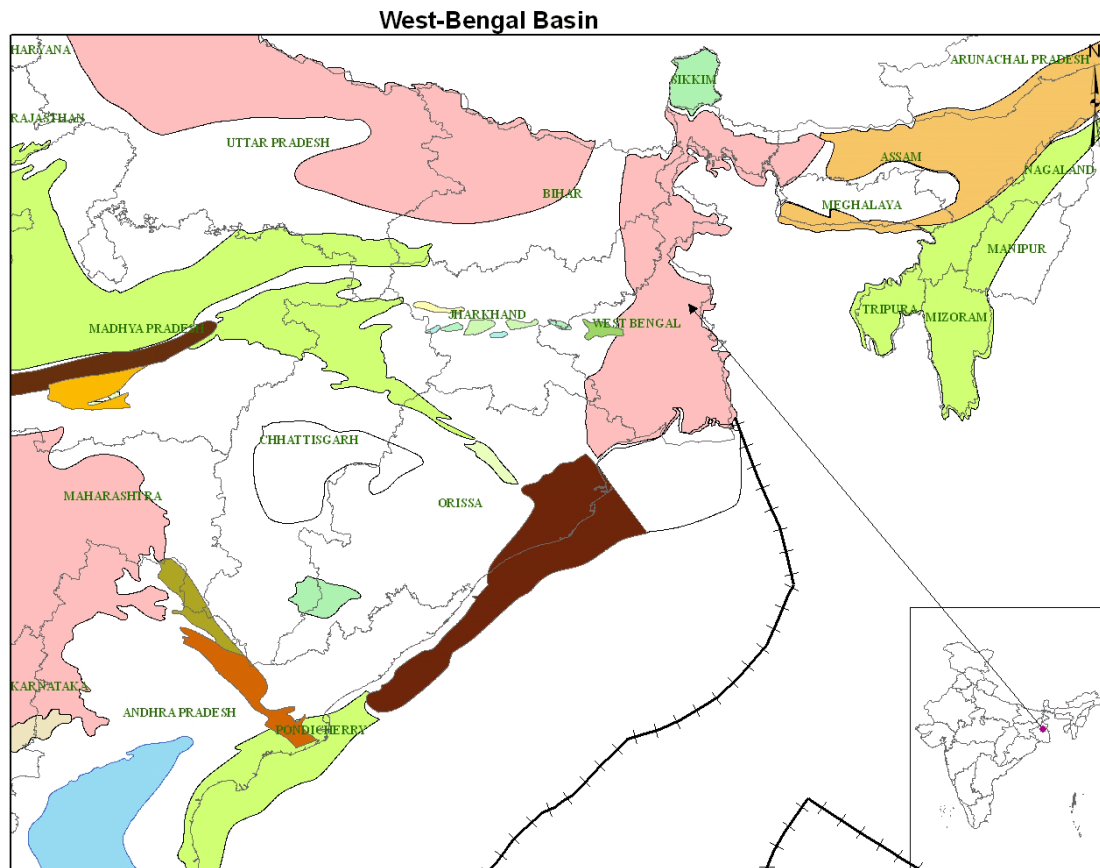 West-Bengal Basin
HARYANA
ARUNACHAL PRADESH
N
SIKKIM
RAJASTHAN
UTTAR PRADESH
ASSAM
NAGALAND
BIHAR
MEGHALAYA
MANIPUR
MADHYA PRADESH
JHARKHAND
WEST BENGAL
TRIPURA
MIZORAM
CHHATTISGARH
MAHARASHTRA
ORISSA
KARNATAKA
ANDHRA PRADESH
PONDICHERRY